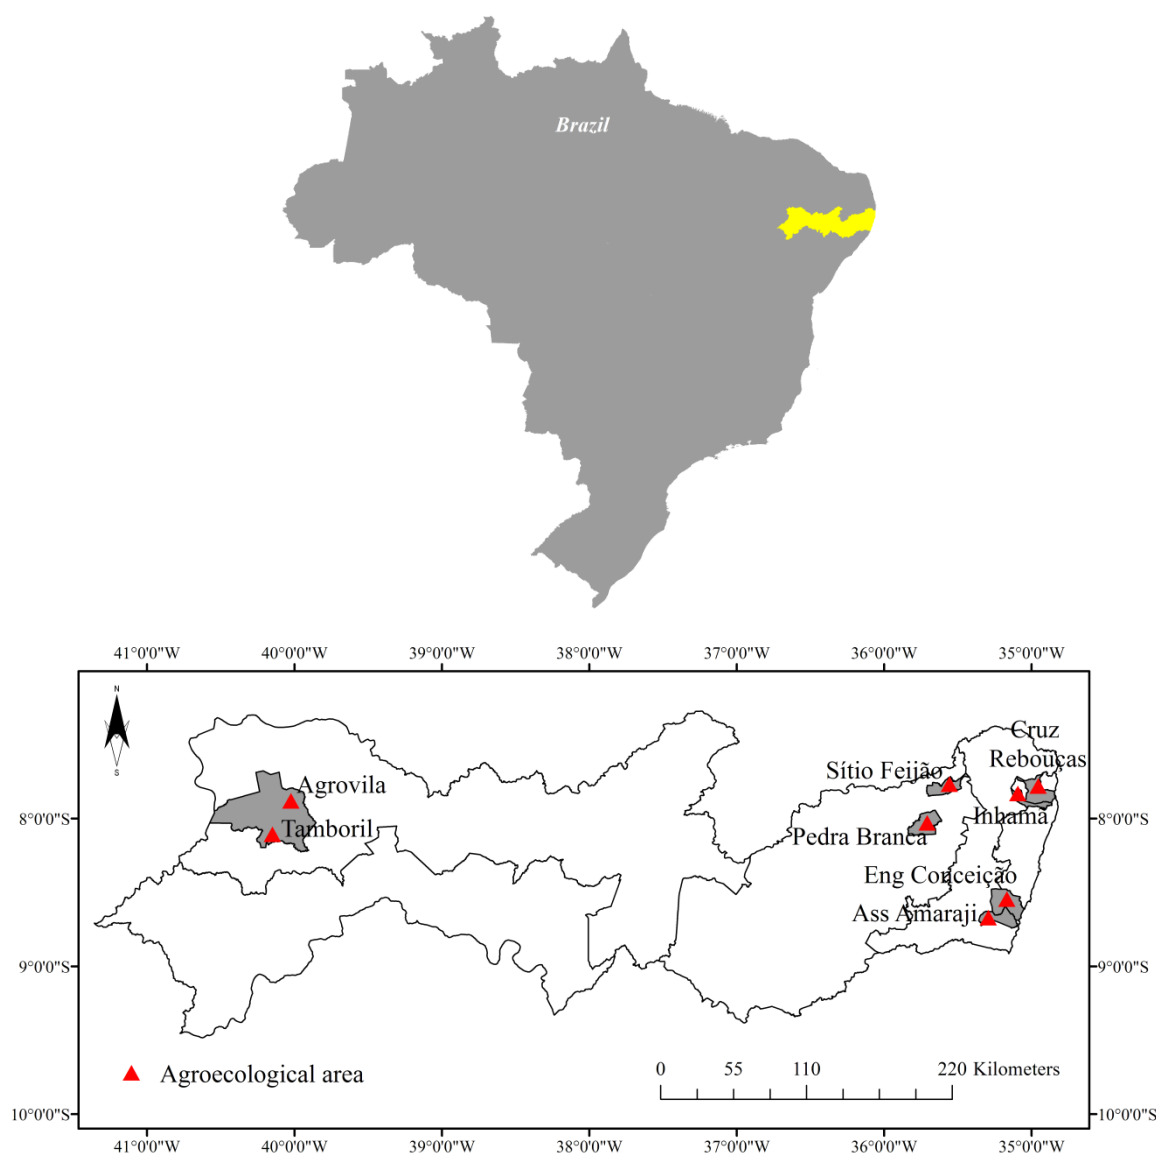 Brazil
41°0'0"W 40°0'0"W 39°0'0"W 38°0'0"W 37°0'0"W 36°0'0"W 35°0'0"W
N
S
Cruz
Rebouças
Sítio Feijão
Agrovila
Inhamã
8°0'0"S 8°0'0"S
Tamboril
Pedra Branca
Eng Conceição
Ass Amaraji
9°0'0"S 9°0'0"S
Agroecological area
0 55 110 220 Kilometers
10°0'0"S 10°0'0"S
41°0'0"W 40°0'0"W 39°0'0"W 38°0'0"W 37°0'0"W 36°0'0"W 35°0'0"W